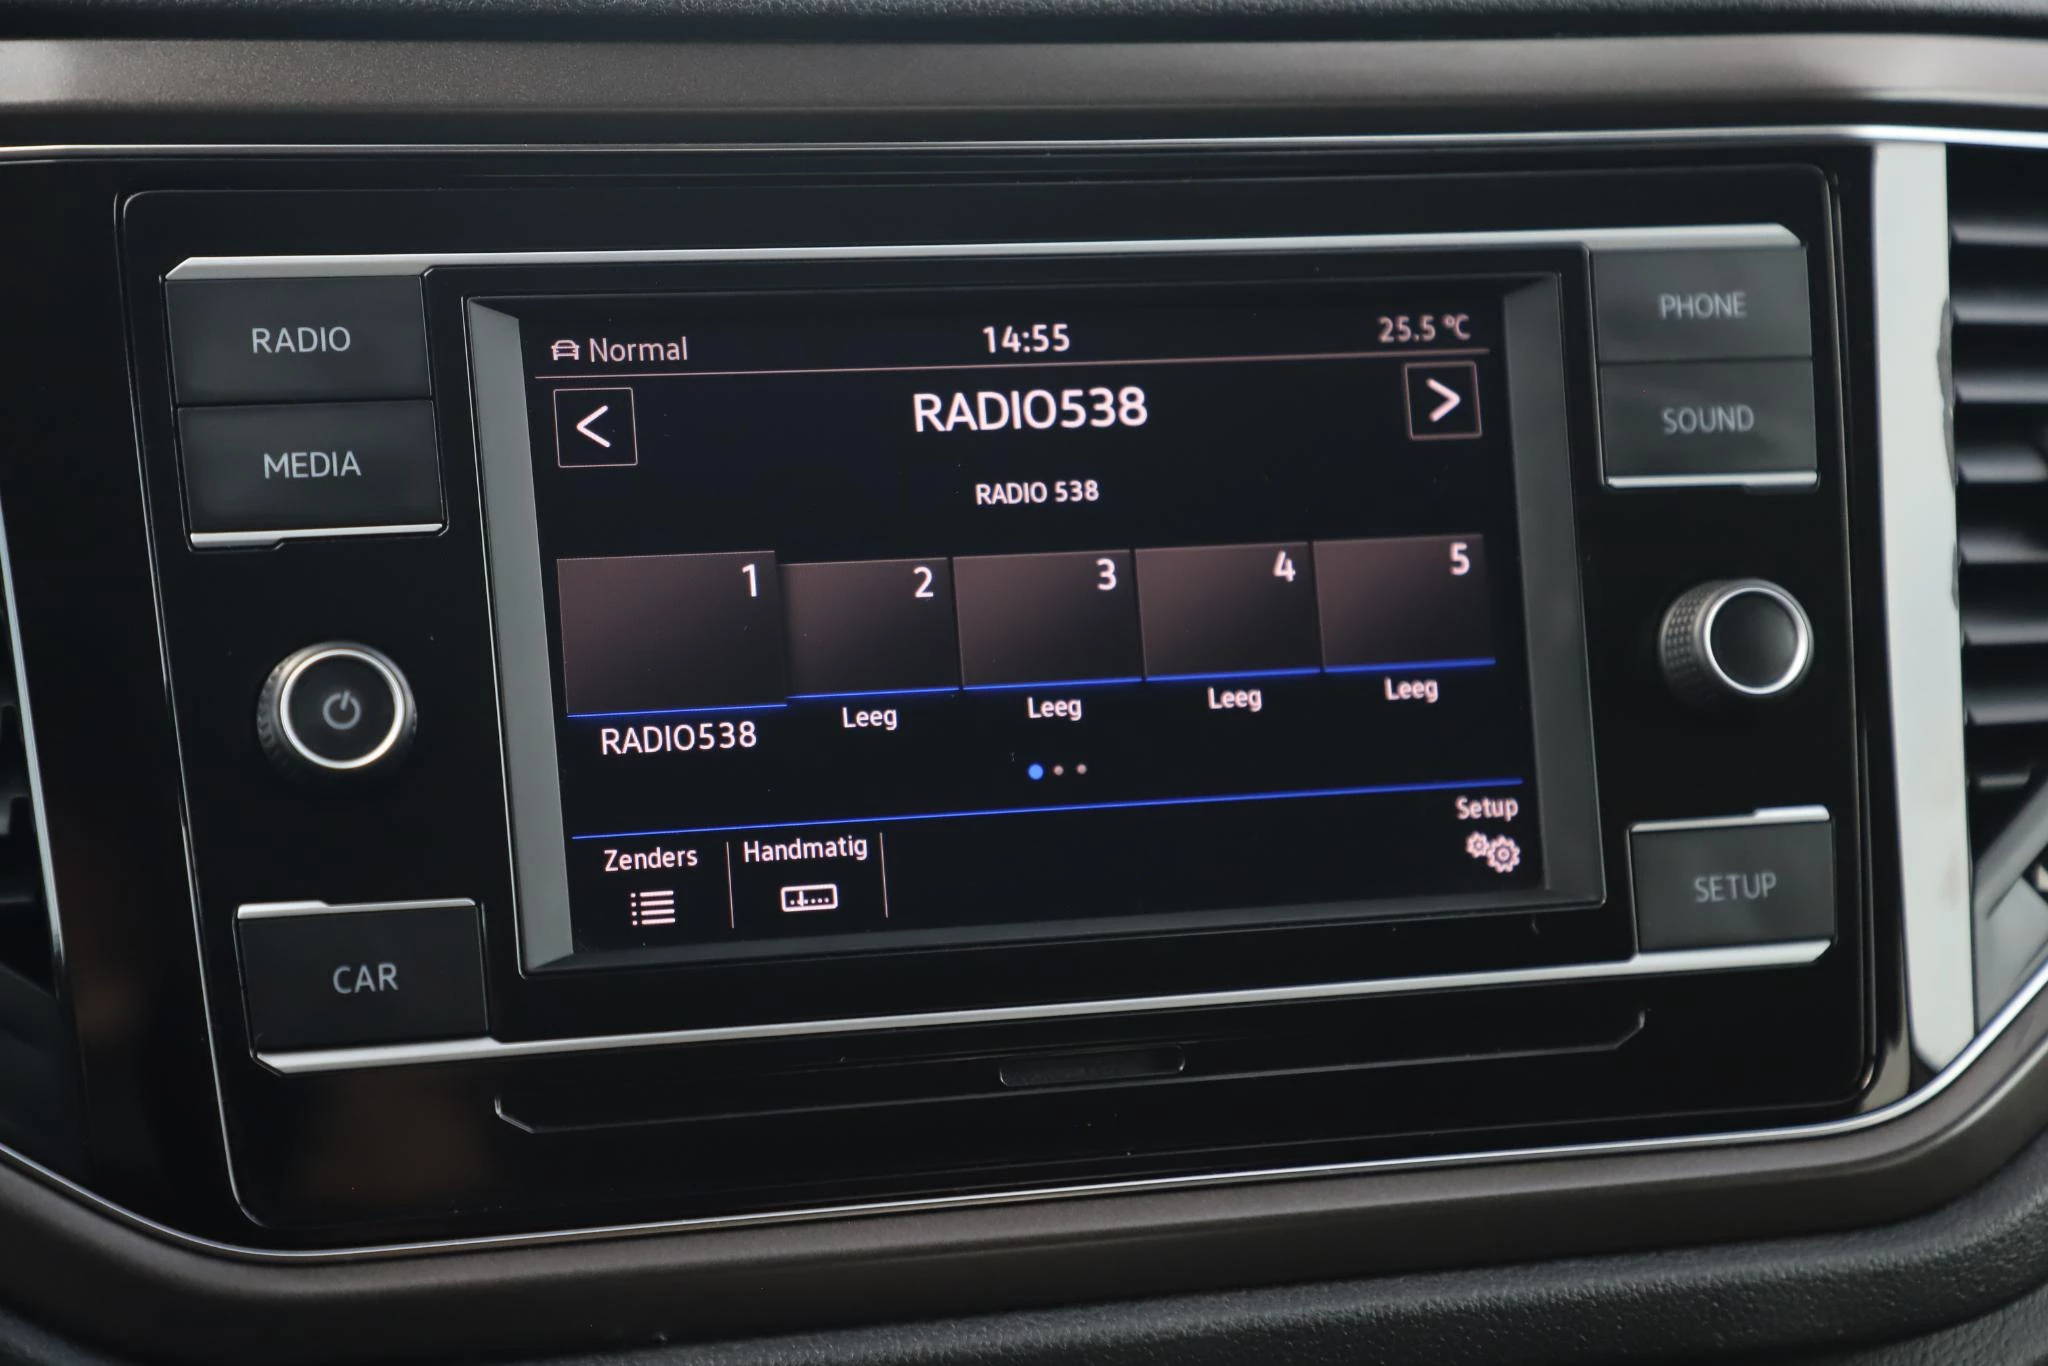 RADIO
MEDIA
CAR
Normal
14:55
25.5 °C
<
RADIO538
>
RADIO 538
1
2
3
4
5
RADIO538
Leeg
Leeg
Leeg
Leeg
Zenders
Handmatig
Setup
PHONE
SOUND
SETUP